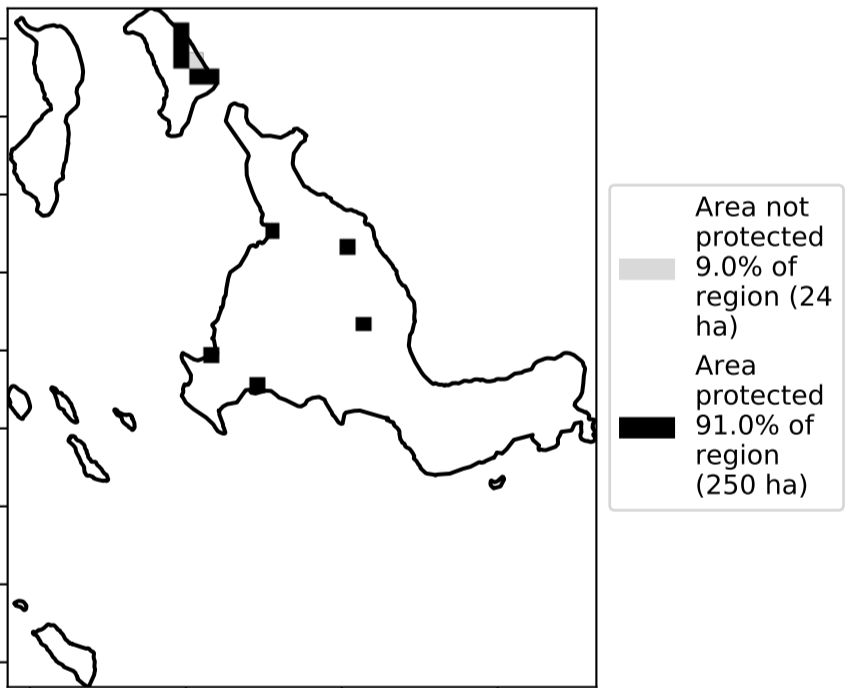 Area not
protected
9.0% of
region (24
ha)
Area
protected
91.0% of
region
(250 ha)